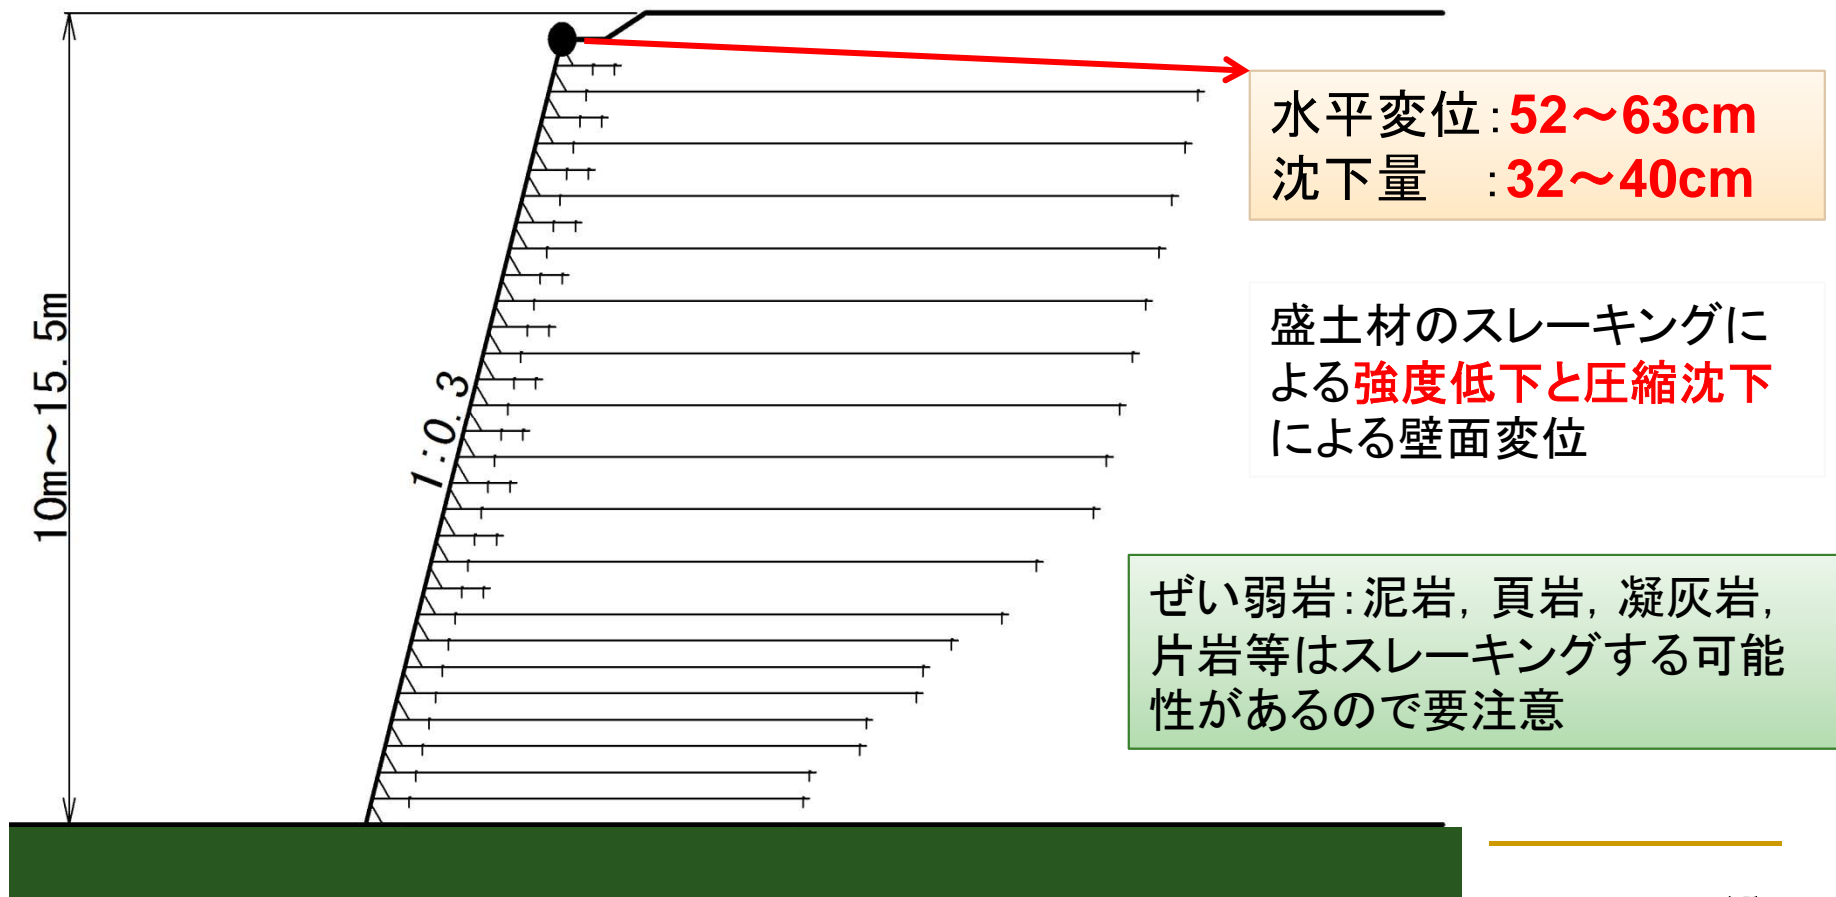 水平変位:52～63cm
沈下量　:32～40cm
盛土材のスレーキングに
よる強度低下と圧縮沈下
による壁面変位
10m～15.5m
1:0.3
ぜい弱岩:泥岩，頁岩，凝灰岩，
片岩等はスレーキングする可能
性があるので要注意